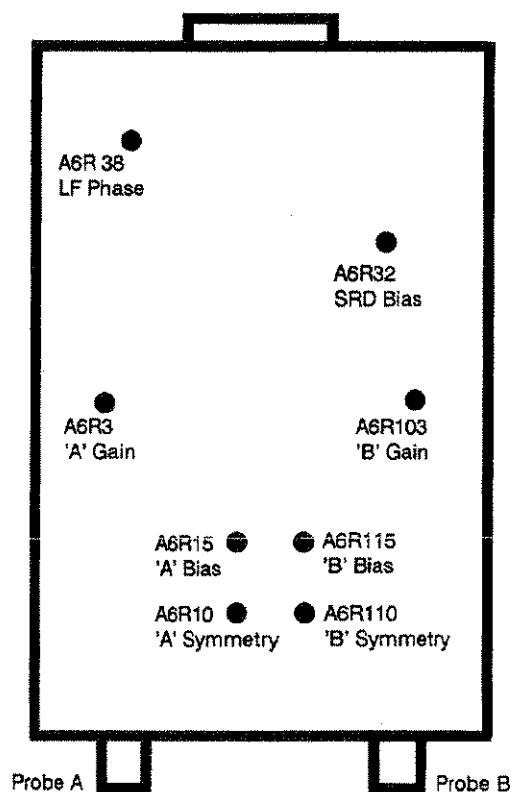 A6R 38
LF Phase
A6R32
SRD Bias
A6R3
'A' Gain
A6R103
'B' Gain
A6R15
'A' Bias
A6R115
'B' Bias
A6R10
'A' Symmetry
A6R110
'B' Symmetry
Probe A
Probe B